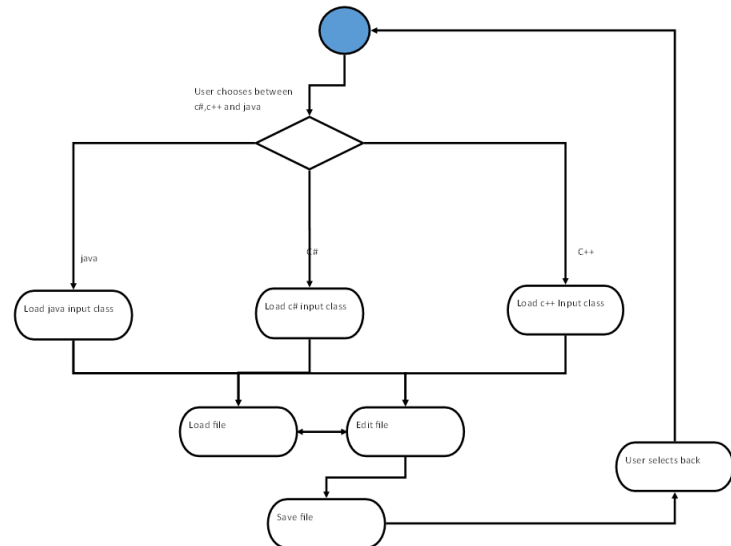 User chooses between
c#,c++ and java
java
C#
C++
Load java input class
Load c# input class
Load c++ Input class
Load file
Edit file
User selects back
Save file